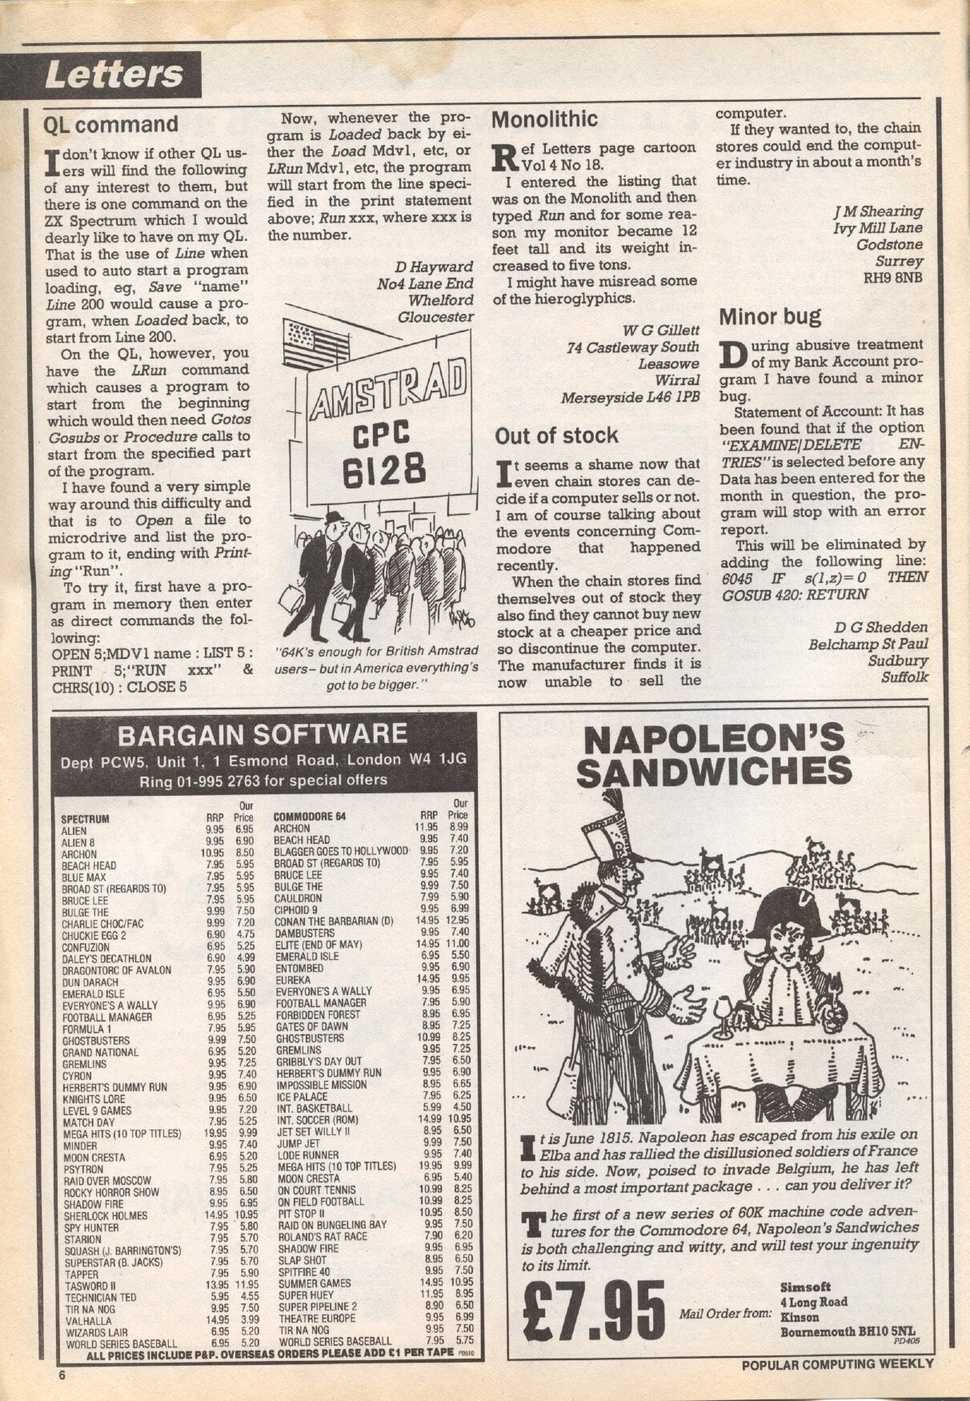 Letters
QL command
I don't know if other QL us-
ers will find the following
of any interest to them, but
there is one command on the
ZX Spectrum which I would
dearly like to have on my QL.
That is the use of Line when
used to auto start a program
loading, eg, Save "name"
Line 200 would cause a pro-
gram, when Loaded back, to
start from Line 200.
On the QL, however, you
have the LRun command
which causes a program to
start from the beginning
which would then need Gotos
Gosubs or Procedure calls to
start from the specified part
of the program.
I have found a very simple
way around this difficulty and
that is to Open a file to
microdrive and list the pro-
gram to it, ending with Print-
ing "Run".
To try it, first have a pro-
gram in memory then enter
as direct commands the fol-
lowing:
OPEN 5;MDV1 name : LIST 5 :
PRINT 5;"RUN xxx" &
CHRS(10) : CLOSE 5
Now, whenever the pro-
gram is Loaded back by ei-
ther the Load Mdv1, etc, or
LRun Mdv1, etc, the program
will start from the line speci-
fied in the print statement
above; Run xxx, where xxx is
the number.
D Hayward
No4 Lane End
Whelford
Gloucester
AMSTRAD
CPC
6128
"64K's enough for British Amstrad
users – but in America everything's
got to be bigger."
Monolithic
Ref Letters page cartoon
Vol 4 No 18.
I entered the listing that
was on the Monolith and then
typed Run and for some rea-
son my monitor became 12
feet tall and its weight in-
creased to five tons.
I might have misread some
of the hieroglyphics.
W G Gillett
74 Castleway South
Leasowe
Wirral
Merseyside L46 1PB
Out of stock
It seems a shame now that
even chain stores can de-
cide if a computer sells or not.
I am of course talking about
the events concerning Com-
modore that happened
recently.
When the chain stores find
themselves out of stock they
also find they cannot buy new
stock at a cheaper price and
so discontinue the computer.
The manufacturer finds it is
now unable to sell the
computer.
If they wanted to, the chain
stores could end the comput-
er industry in about a month's
time.
J M Shearing
Ivy Mill Lane
Godstone
Surrey
RH9 8NB
Minor bug
During abusive treatment
of my Bank Account pro-
gram I have found a minor
bug.
Statement of Account: It has
been found that if the option
"EXAMINE/DELETE EN-
TRIES" is selected before any
Data has been entered for the
month in question, the pro-
gram will stop with an error
report.
This will be eliminated by
adding the following line:
6045 IF s(1,z)=0 THEN
GOSUB 420: RETURN
D G Shedden
Belchamp St Paul
Sudbury
Suffolk
BARGAIN SOFTWARE
Dept PCW5, Unit 1, 1 Esmond Road, London W4 1JG
Ring 01-995 2763 for special offers
SPECTRUM RRP Our Price
ALIEN 9.95 6.95
ALIEN 8 9.95 6.90
ARCHON 10.95 8.50
BEACH HEAD 7.95 5.95
BLUE MAX 7.95 5.95
BROAD ST (REGARDS TO) 7.95 5.95
BRUCE LEE 9.95 5.95
BULGE THE 9.99 7.50
CHARLIE CHOC/FAC 9.99 7.20
CHUCKIE EGG 2 6.90 4.75
CONFUZION 6.95 5.25
DALEY'S DECATHLON 6.90 4.99
DRAGONTORC OF AVALON 7.95 5.90
DUN DARACH 9.95 6.90
EMERALD ISLE 6.95 5.50
EVERYONE'S A WALLY 9.95 6.90
FOOTBALL MANAGER 6.95 5.25
FORMULA 1 7.95 5.95
GHOSTBUSTERS 9.99 7.50
GRAND NATIONAL 6.95 5.20
GREMLINS 9.95 7.25
CYRON 9.95 7.40
HERBERT'S DUMMY RUN 9.95 6.90
KNIGHTS LORE 9.95 6.50
LEVEL 9 GAMES 9.95 7.20
MATCH DAY 7.95 5.25
MEGA HITS (10 TOP TITLES) 19.95 9.99
MINDER 9.95 7.40
MOON CRESTA 6.95 5.20
PSYTRON 7.95 5.25
RAID OVER MOSCOW 7.95 5.80
ROCKY HORROR SHOW 8.95 6.50
SHADOW FIRE 9.95 6.95
SHERLOCK HOLMES 14.95 10.95
SPY HUNTER 7.95 5.80
STARION 7.95 5.70
SQUASH (J. BARRINGTON'S) 7.95 5.70
SUPERSTAR (B. JACKS) 7.95 5.70
TAPPER 7.95 5.90
TASWORD II 13.95 11.95
TECHNICIAN TED 5.95 4.55
TIR NA NOG 9.95 7.50
VALHALLA 14.95 3.99
WIZARDS LAIR 6.95 5.20
WORLD SERIES BASEBALL 6.95 5.20
COMMODORE 64 RRP Our Price
ARCHON 11.95 8.99
BEACH HEAD 9.95 7.40
BLAGGER GOES TO HOLLYWOOD 9.95 7.20
BROAD ST (REGARDS TO) 7.95 5.95
BRUCE LEE 9.95 7.40
BULGE THE 9.99 7.50
CAULDRON 7.99 5.90
CIPHOID 9 9.95 6.99
CONAN THE BARBARIAN (D) 14.95 12.95
DAMBUSTERS 9.95 7.40
ELITE (END OF MAY) 14.95 11.00
EMERALD ISLE 6.95 5.50
ENTOMBED 9.95 6.90
EUREKA 14.95 9.95
EVERYONE'S A WALLY 9.95 6.95
FOOTBALL MANAGER 7.95 5.90
FORBIDDEN FOREST 8.95 6.95
GATES OF DAWN 8.95 7.25
GHOSTBUSTERS 10.99 8.25
GREMLINS 9.95 7.25
GRIBBLY'S DAY OUT 7.95 6.50
HERBERT'S DUMMY RUN 9.95 6.90
IMPOSSIBLE MISSION 8.95 6.65
ICE PALACE 7.95 6.25
INT. BASKETBALL 5.99 4.50
INT. SOCCER (ROM) 14.99 10.95
JET SET WILLY II 8.95 6.50
JUMP JET 9.99 7.50
LODE RUNNER 9.95 7.40
MEGA HITS (10 TOP TITLES) 19.95 9.99
MOON CRESTA 6.95 5.40
ON COURT TENNIS 10.99 8.25
ON FIELD FOOTBALL 10.99 8.25
PIT STOP II 10.95 8.50
RAID ON BUNGELING BAY 9.95 7.50
ROLAND'S RAT RACE 7.90 6.20
SHADOW FIRE 9.95 6.95
SLAP SHOT 8.95 6.50
SPITFIRE 40 9.95 7.50
SUMMER GAMES 14.95 10.95
SUPER HUEY 11.95 8.95
SUPER PIPELINE 2 8.90 6.50
THEATRE EUROPE 9.95 6.99
TIR NA NOG 9.95 7.50
WORLD SERIES BASEBALL 7.95 5.75
ALL PRICES INCLUDE P&P. OVERSEAS ORDERS PLEASE ADD £1 PER TAPE
NAPOLEON'S
SANDWICHES
It is June 1815. Napoleon has escaped from his exile on
Elba and has rallied the disillusioned soldiers of France
to his side. Now, poised to invade Belgium, he has left
behind a most important package . . . can you deliver it?
The first of a new series of 60K machine code adven-
tures for the Commodore 64, Napoleon's Sandwiches
is both challenging and witty, and will test your ingenuity
to its limit.
£7.95
Mail Order from:
Simsoft
4 Long Road
Kinson
Bournemouth BH10 5NL
PD405
6
POPULAR COMPUTING WEEKLY